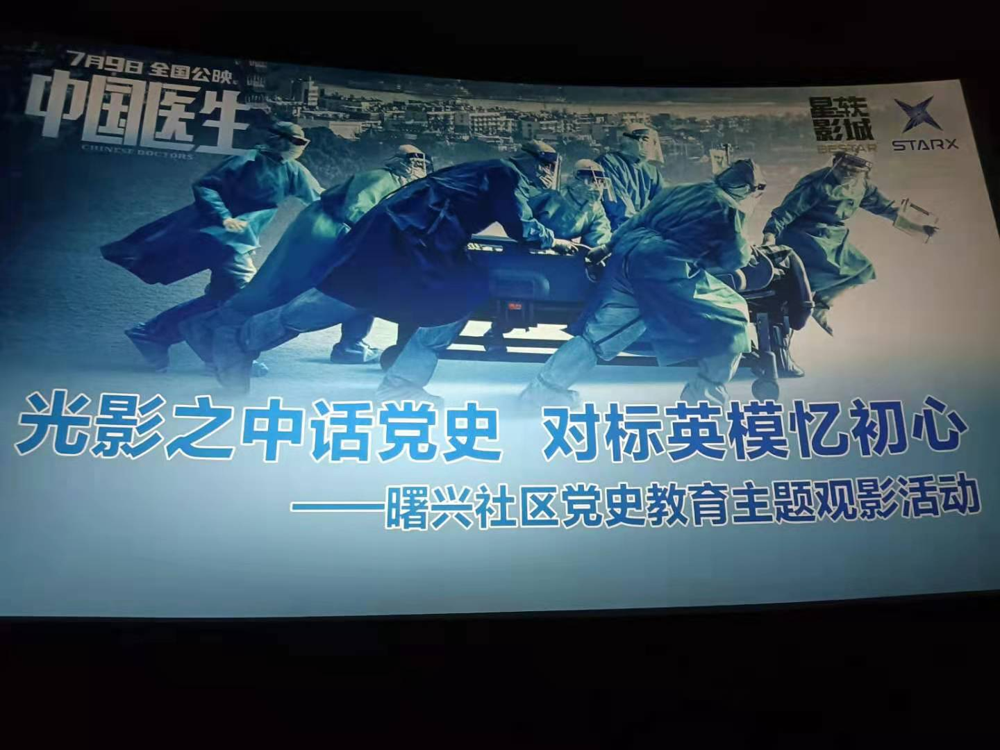 7月9日 全国公映
中国医生
CHINESE DOCTORS
星轶
影城
BESTAR
STARX
光影之中话党史 对标英模忆初心
——曙兴社区党史教育主题观影活动